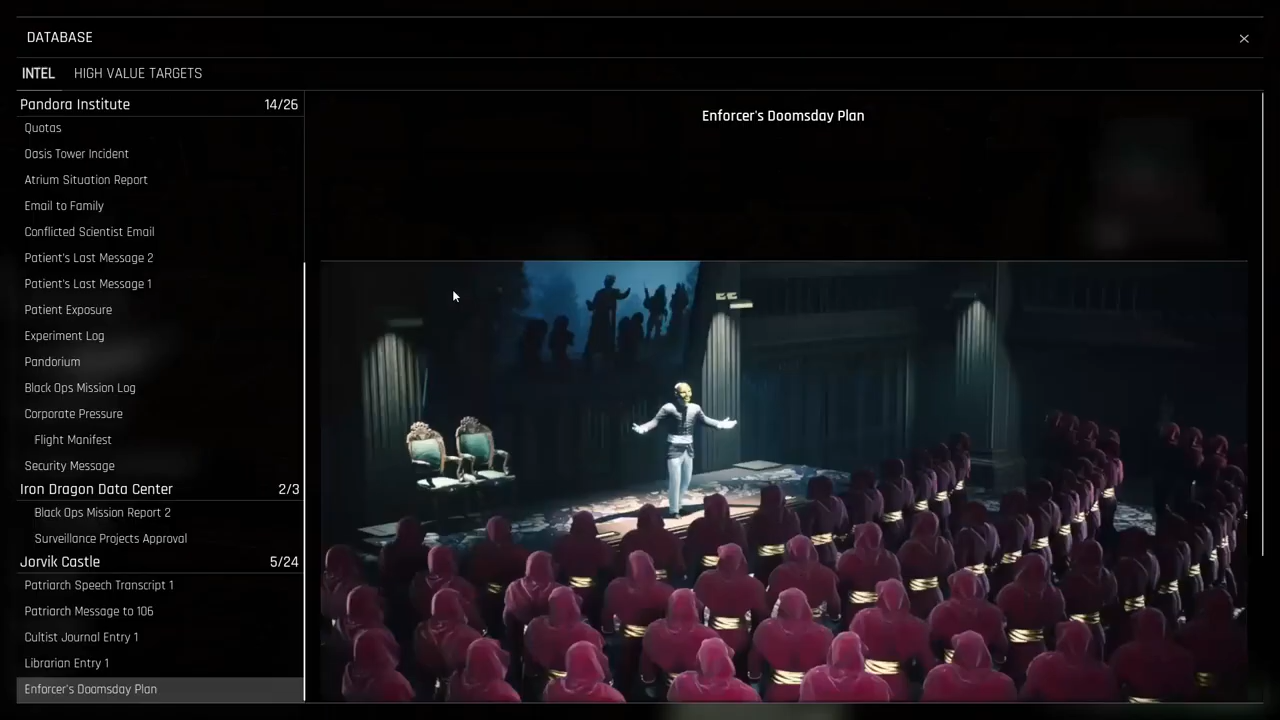 DATABASE
INTEL HIGH VALUE TARGETS
Pandora Institute 14/26
Quotas
Oasis Tower Incident
Atrium Situation Report
Email to Family
Conflicted Scientist Email
Patient's Last Message 2
Patient's Last Message 1
Patient Exposure
Experiment Log
Pandorium
Black Ops Mission Log
Corporate Pressure
Flight Manifest
Security Message
Iron Dragon Data Center 2/3
Black Ops Mission Report 2
Surveillance Projects Approval
Jorvik Castle 5/24
Patriarch Speech Transcript 1
Patriarch Message to 106
Cultist Journal Entry 1
Librarian Entry 1
Enforcer's Doomsday Plan
Enforcer's Doomsday Plan